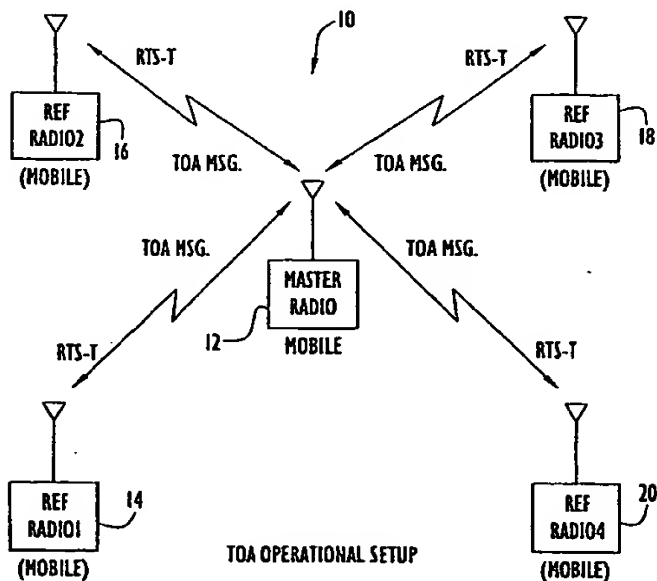 10
RTS-T
RTS-T
REF
RADIO2
16
(MOBILE)
REF
RADIO3
18
(MOBILE)
TOA MSG.
TOA MSG.
TOA MSG.
TOA MSG.
MASTER
RADIO
12
MOBILE
RTS-T
RTS-T
REF
RADIO1
14
(MOBILE)
REF
RADIO4
20
(MOBILE)
TOA OPERATIONAL SETUP